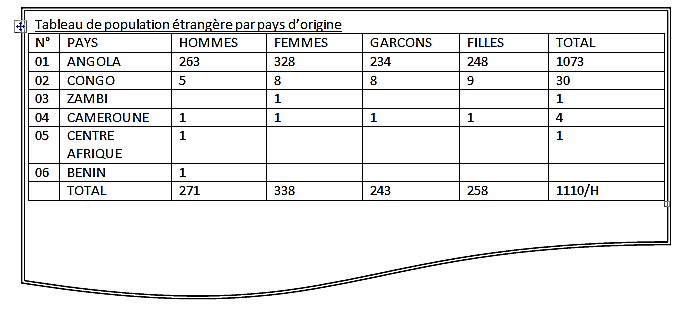 Tableau de population étrangère par pays d'origine
N° PAYS HOMMES FEMMES GARCONS FILLES TOTAL
01 ANGOLA 263 328 234 248 1073
02 CONGO 5 8 8 9 30
03 ZAMBI 1 1
04 CAMEROUNE 1 1 1 1 4
05 CENTRE 1 1
AFRIQUE
06 BENIN 1
TOTAL 271 338 243 258 1110/H